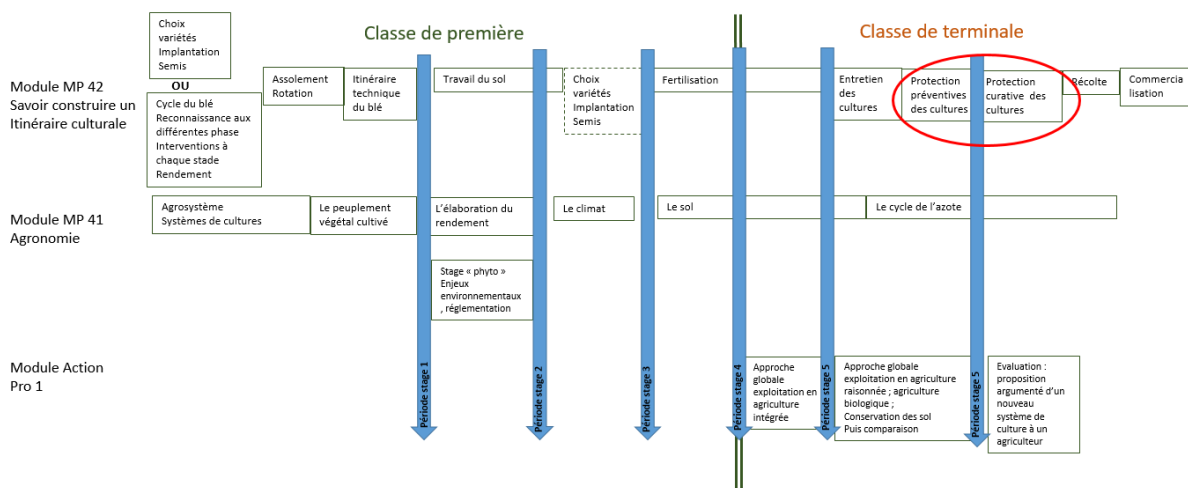 Classe de première
Classe de terminale
Module MP 42
Savoir construire un
Itinéraire culturale
Choix
variétés
Implantation
Semis
OU
Cycle du blé
Reconnaissance aux
différentes phase
Interventions à
chaque stade
Rendement
Assolement
Rotation
Itinéraire
technique
du blé
Travail du sol
Choix
variétés
Implantation
Semis
Fertilisation
Entretien
des
cultures
Protection
préventives
des cultures
Protection
curative des
cultures
Récolte
Commercia
lisation
Module MP 41
Agronomie
Agrosystème
Systèmes de cultures
Le peuplement
végétal cultivé
L'élaboration du
rendement
Le climat
Le sol
Le cycle de l'azote
Stage « phyto »
Enjeux
environnementaux
, réglementation
Module Action
Pro 1
Période stage 1
Période stage 2
Période stage 3
Période stage 4
Approche
globale
exploitation en
agriculture
intégrée
Période stage 5
Approche globale
exploitation en agriculture
raisonnée ; agriculture
biologique ;
Conservation des sol
Puis comparaison
Période stage 5
Evaluation :
proposition
argumenté d'un
nouveau
système de
culture à un
agriculteur